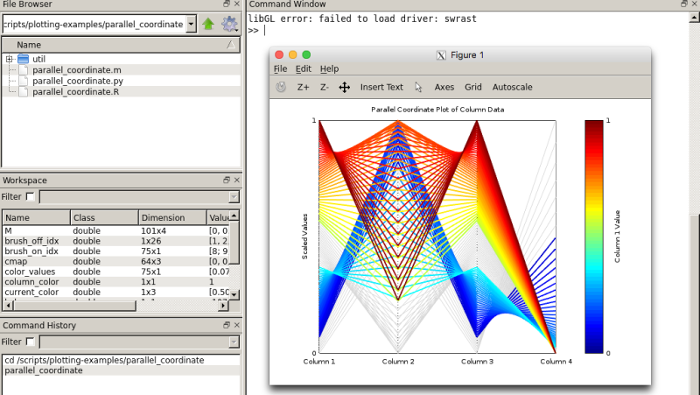 File Browser
:ripts/plotting-examples/parallel_coordinate
Name
util
parallel_coordinate.m
parallel_coordinate.py
parallel_coordinate.R
Workspace
Filter
Name Class Dimension Value
M double 101x4 [0, 0
brush_off_idx double 1x26 [1, 2
brush_on_idx double 75x1 [8; 9
cmap double 64x3 [0, 0,
color_values double 75x1 [0.07
column_color double 1x1 1
current_color double 1x3 [0.50
Command History
Filter
cd /scripts/plotting-examples/parallel_coordinate
parallel_coordinate
Command Window
libGL error: failed to load driver: swrast
>>
Figure 1
File Edit Help
Z+ Z- Insert Text Axes Grid Autoscale
Parallel Coordinate Plot of Column Data
1
0
Scaled Values
Column 1 Column 2 Column 3 Column 4
1
0
Column 1 Value